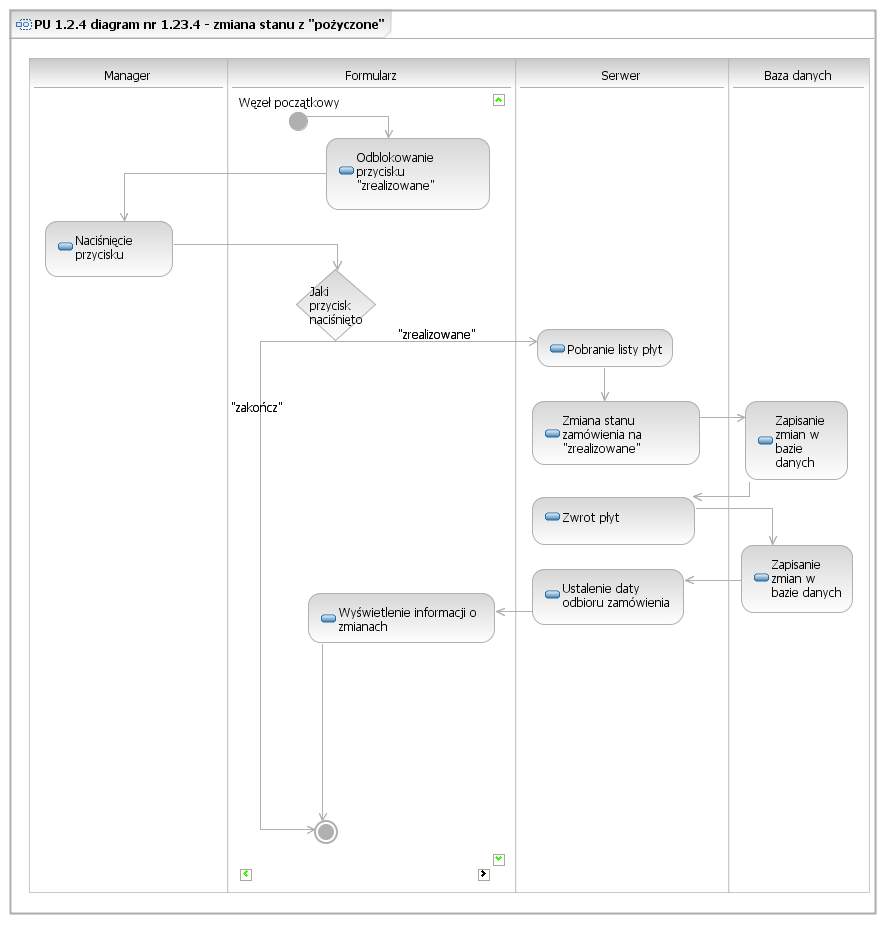 PU 1.2.4 diagram nr 1.23.4 - zmiana stanu z "pożyczone"
Manager
Formularz
Serwer
Baza danych
Węzeł początkowy
Odblokowanie
przycisku
"zrealizowane"
Naciśnięcie
przycisku
Jaki
przycisk
naciśnięto
"zrealizowane"
Pobranie listy płyt
"zakończ"
Zmiana stanu
zamówienia na
"zrealizowane"
Zapisanie
zmian w
bazie
danych
Zwrot płyt
Zapisanie
zmian w
bazie danych
Ustalenie daty
odbioru zamówienia
Wyświetlenie informacji o
zmianach